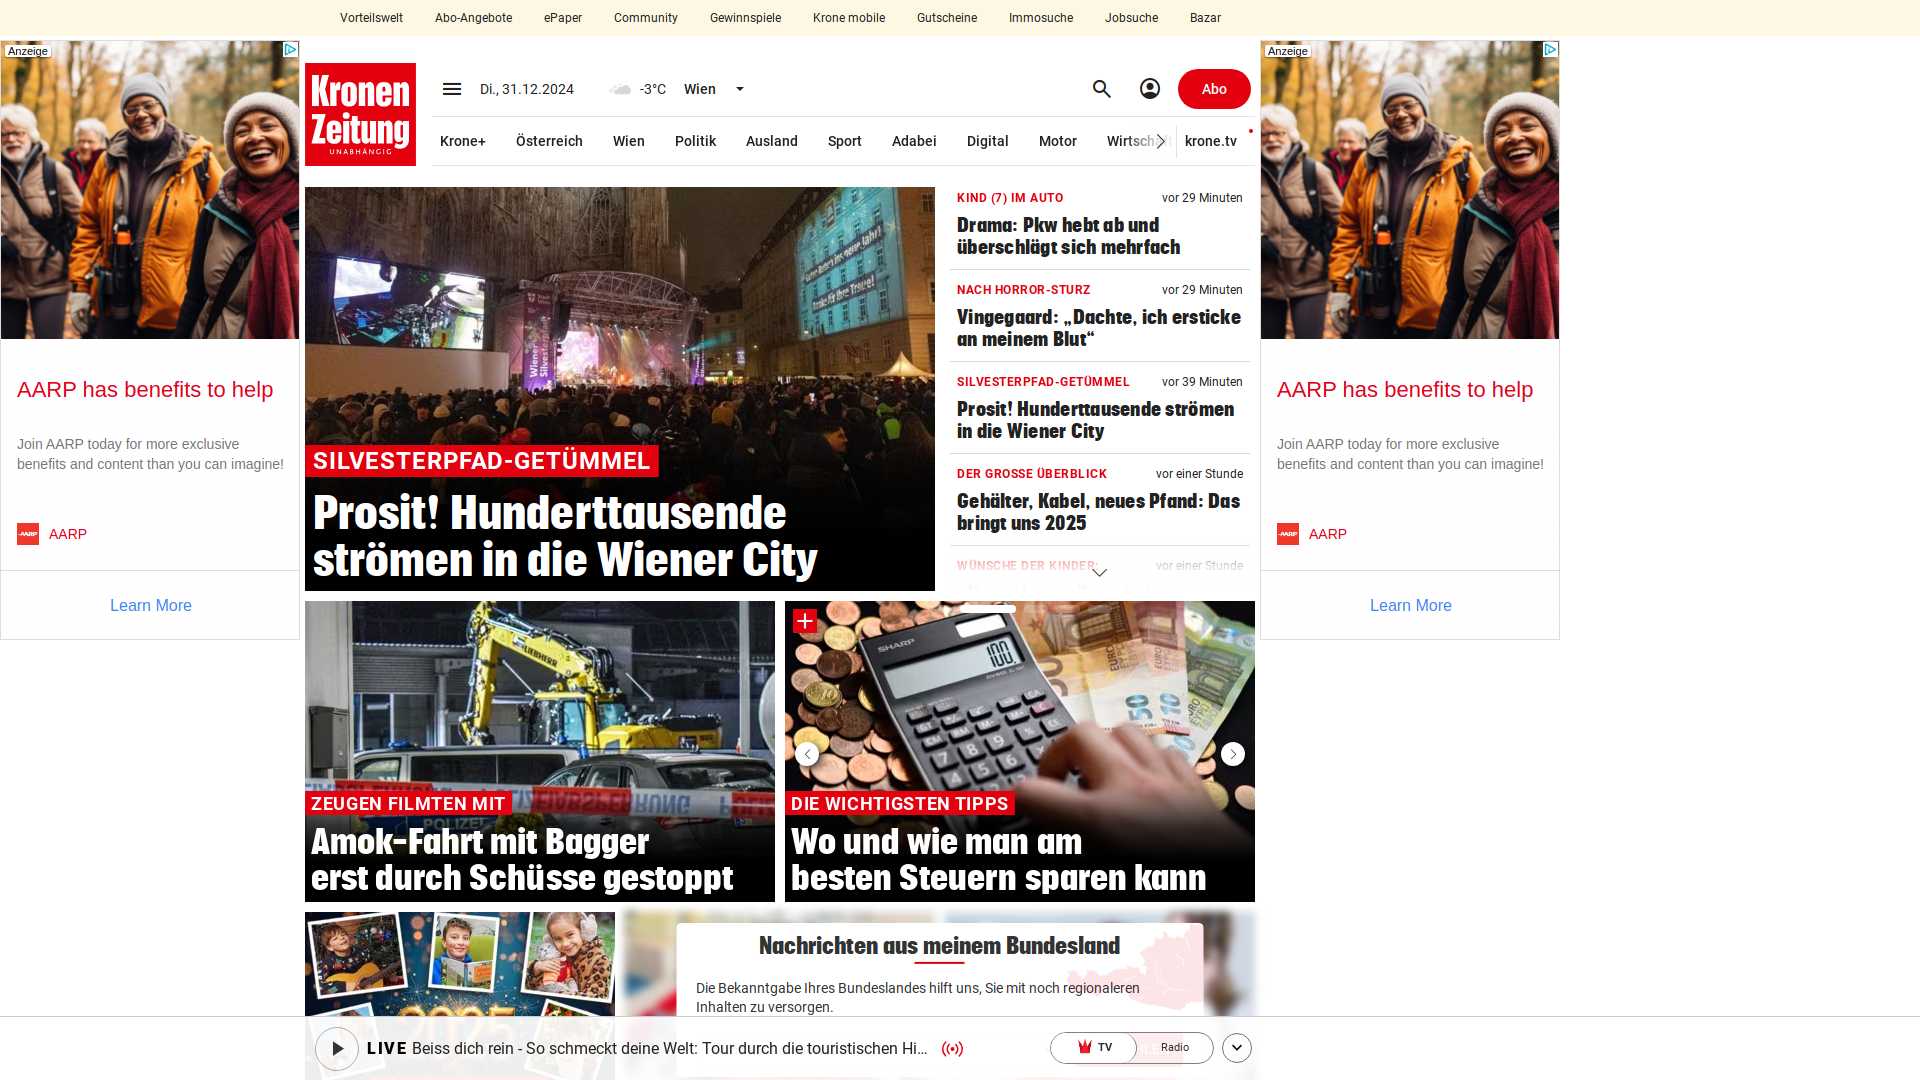 Vorteilswelt
Abo-Angebote
ePaper
Community
Gewinnspiele
Krone mobile
Gutscheine
Immosuche
Jobsuche
Bazar
Anzeige
AARP has benefits to help
Join AARP today for more exclusive
benefits and content than you can imagine!
AARP
Learn More
Kronen
Zeitung
UNABHÄNGIG
Di., 31.12.2024
-3°C
Wien
Abo
Krone+
Österreich
Wien
Politik
Ausland
Sport
Adabei
Digital
Motor
Wirtschaft
krone.tv
SILVESTERPFAD-GETÜMMEL
Prosit! Hunderttausende
strömen in die Wiener City
KIND (7) IM AUTO
vor 29 Minuten
Drama: Pkw hebt ab und
überschlägt sich mehrfach
NACH HORROR-STURZ
vor 29 Minuten
Vingegaard: „Dachte, ich ersticke
an meinem Blut“
SILVESTERPFAD-GETÜMMEL
vor 39 Minuten
Prosit! Hunderttausende strömen
in die Wiener City
DER GROSSE ÜBERBLICK
vor einer Stunde
Gehälter, Kabel, neues Pfand: Das
bringt uns 2025
WÜNSCHE DER KINDER:
vor einer Stunde
LIEBHERR
POLIZEI
ZEUGEN FILMTEN MIT
Amok-Fahrt mit Bagger
erst durch Schüsse gestoppt
SHARP
100.
DIE WICHTIGSTEN TIPPS
Wo und wie man am
besten Steuern sparen kann
2025
Nachrichten aus meinem Bundesland
Die Bekanntgabe Ihres Bundeslandes hilft uns, Sie mit noch regionaleren
Inhalten zu versorgen.
LIVE Beiss dich rein - So schmeckt deine Welt: Tour durch die touristischen Hi...
TV
Radio
Anzeige
AARP has benefits to help
Join AARP today for more exclusive
benefits and content than you can imagine!
AARP
Learn More